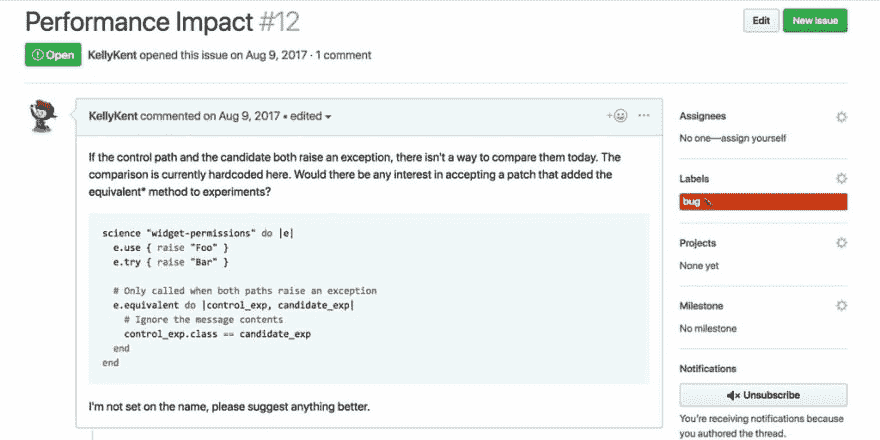 Performance Impact #12
Edit
New issue
Open KellyKent opened this issue on Aug 9, 2017 · 1 comment
KellyKent commented on Aug 9, 2017 • edited
If the control path and the candidate both raise an exception, there isn't a way to compare them today. The
comparison is currently hardcoded here. Would there be any interest in accepting a patch that added the
equivalent* method to experiments?
science "widget-permissions" do |e|
e.use { raise "Foo" }
e.try { raise "Bar" }
# Only called when both paths raise an exception
e.equivalent do |control_exp, candidate_exp|
# Ignore the message contents
control_exp.class == candidate_exp
end
end
I'm not set on the name, please suggest anything better.
Assignees
No one—assign yourself
Labels
bug
Projects
None yet
Milestone
No milestone
Notifications
Unsubscribe
You're receiving notifications because
you authored the thread.